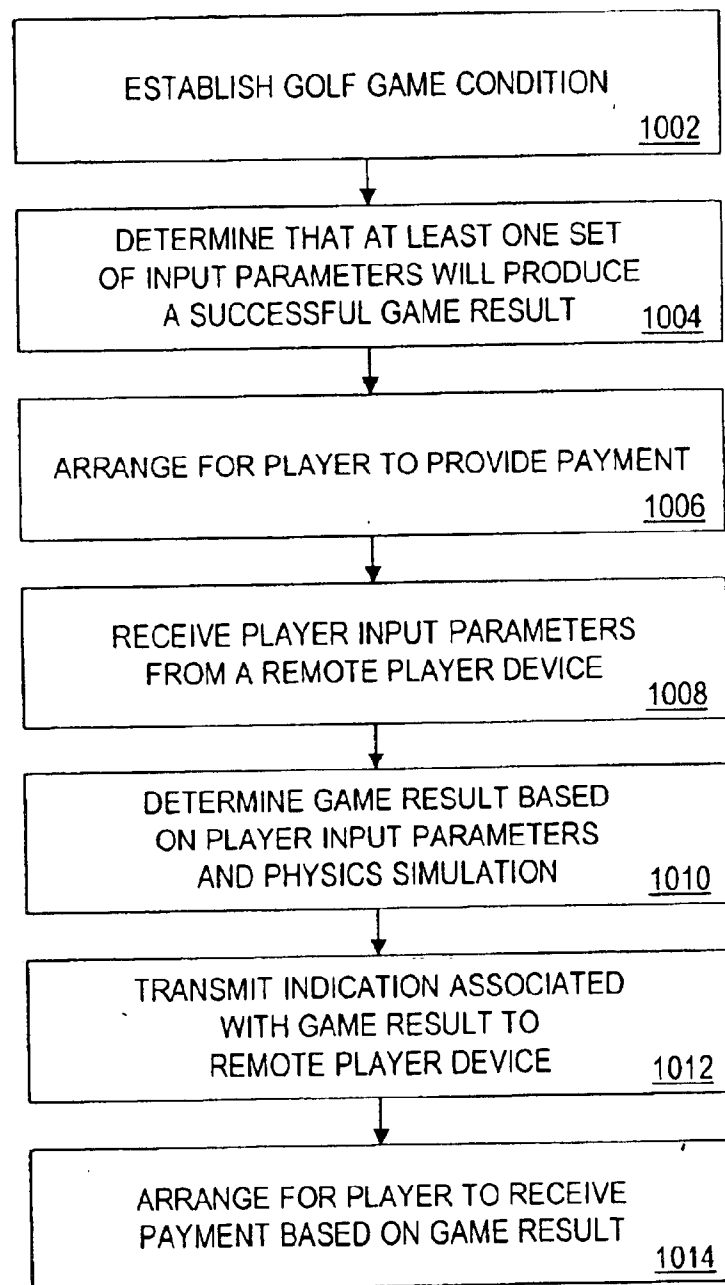 ESTABLISH GOLF GAME CONDITION
1002
DETERMINE THAT AT LEAST ONE SET
OF INPUT PARAMETERS WILL PRODUCE
A SUCCESSFUL GAME RESULT
1004
ARRANGE FOR PLAYER TO PROVIDE PAYMENT
1006
RECEIVE PLAYER INPUT PARAMETERS
FROM A REMOTE PLAYER DEVICE
1008
DETERMINE GAME RESULT BASED
ON PLAYER INPUT PARAMETERS
AND PHYSICS SIMULATION
1010
TRANSMIT INDICATION ASSOCIATED
WITH GAME RESULT TO
REMOTE PLAYER DEVICE
1012
ARRANGE FOR PLAYER TO RECEIVE
PAYMENT BASED ON GAME RESULT
1014